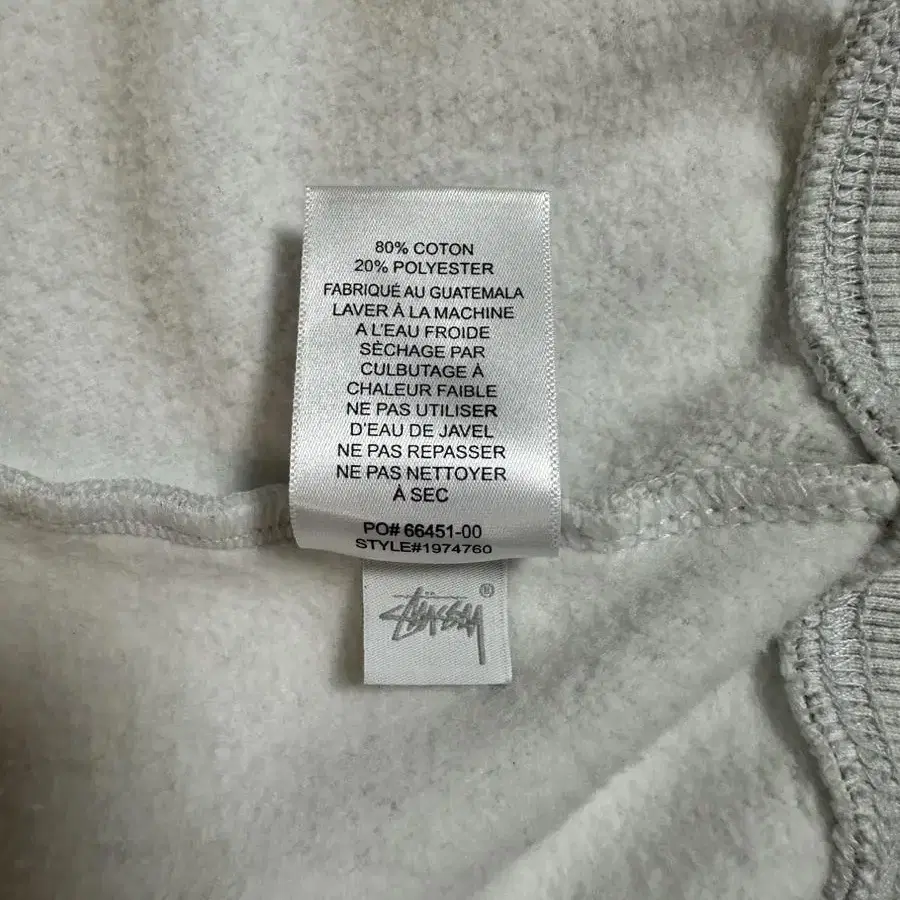 80% COTON
20% POLYESTER
FABRIQUÉ AU GUATEMALA
LAVER À LA MACHINE
A L'EAU FROIDE
SÈCHAGE PAR
CULBUTAGE À
CHALEUR FAIBLE
NE PAS UTILISER
D'EAU DE JAVEL
NE PAS REPASSER
NE PAS NETTOYER
À SEC
PO# 66451-00
STYLE#1974760
STÜSSY ®